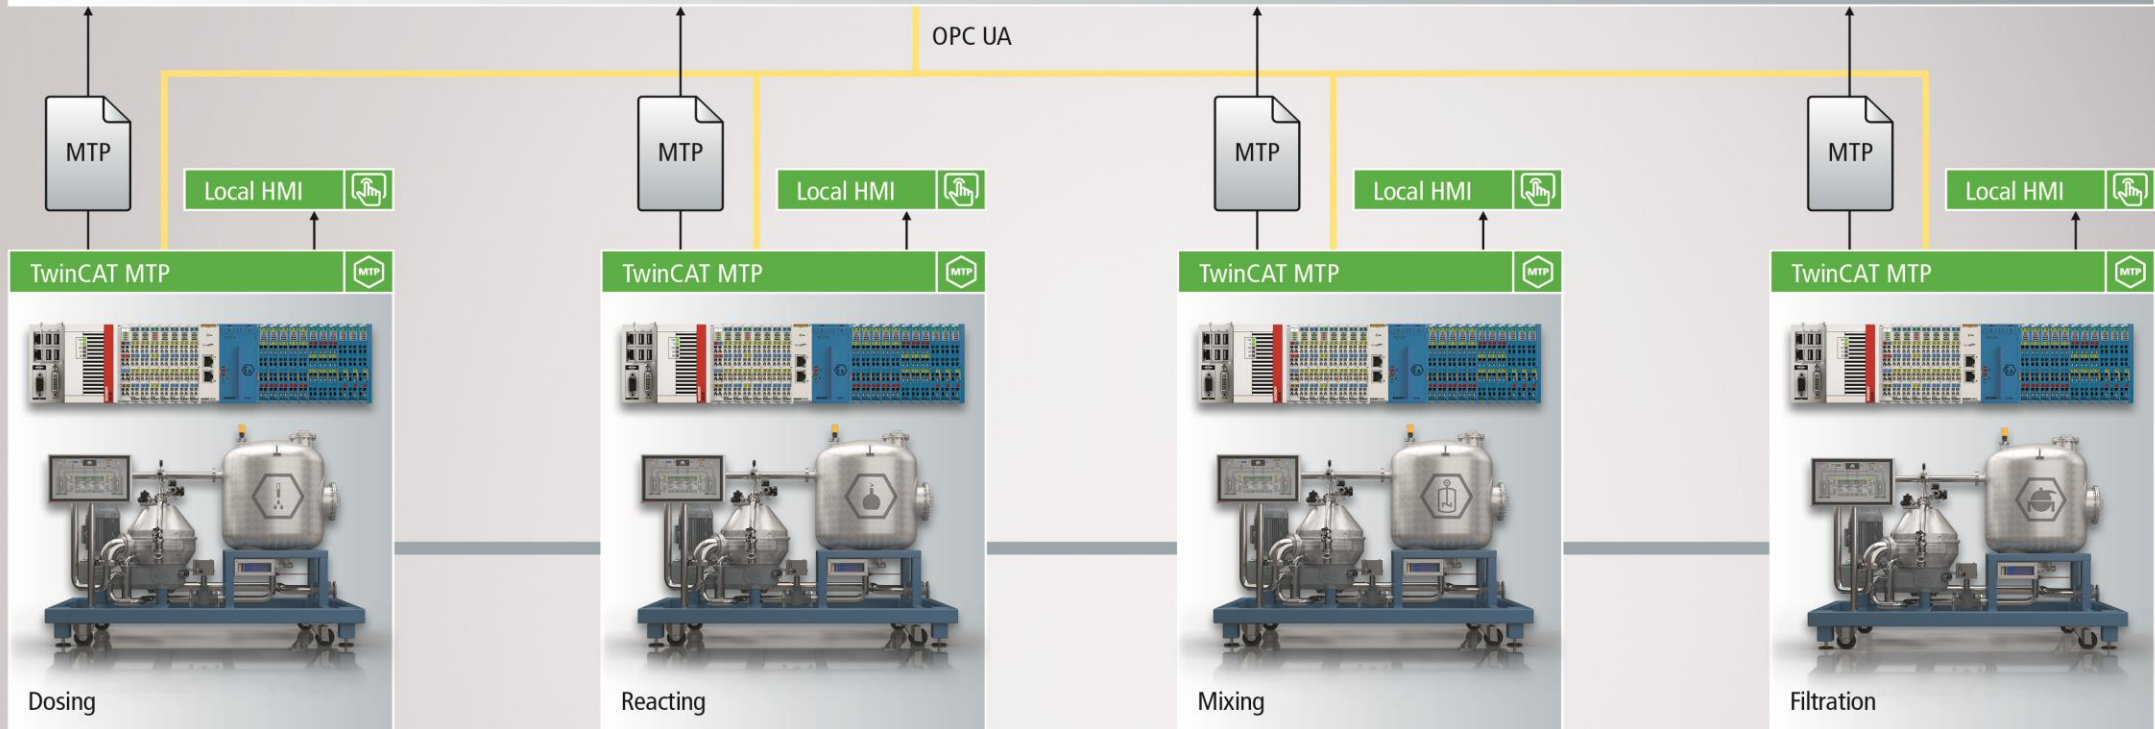 OPC UA
MTP
MTP
MTP
MTP
Local HMI
Local HMI
Local HMI
Local HMI
TwinCAT MTP
MTP
TwinCAT MTP
MTP
TwinCAT MTP
MTP
TwinCAT MTP
MTP
Dosing
Reacting
Mixing
Filtration